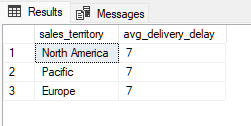 Results Messages
sales_territory avg_delivery_delay
1 North America 7
2 Pacific 7
3 Europe 7